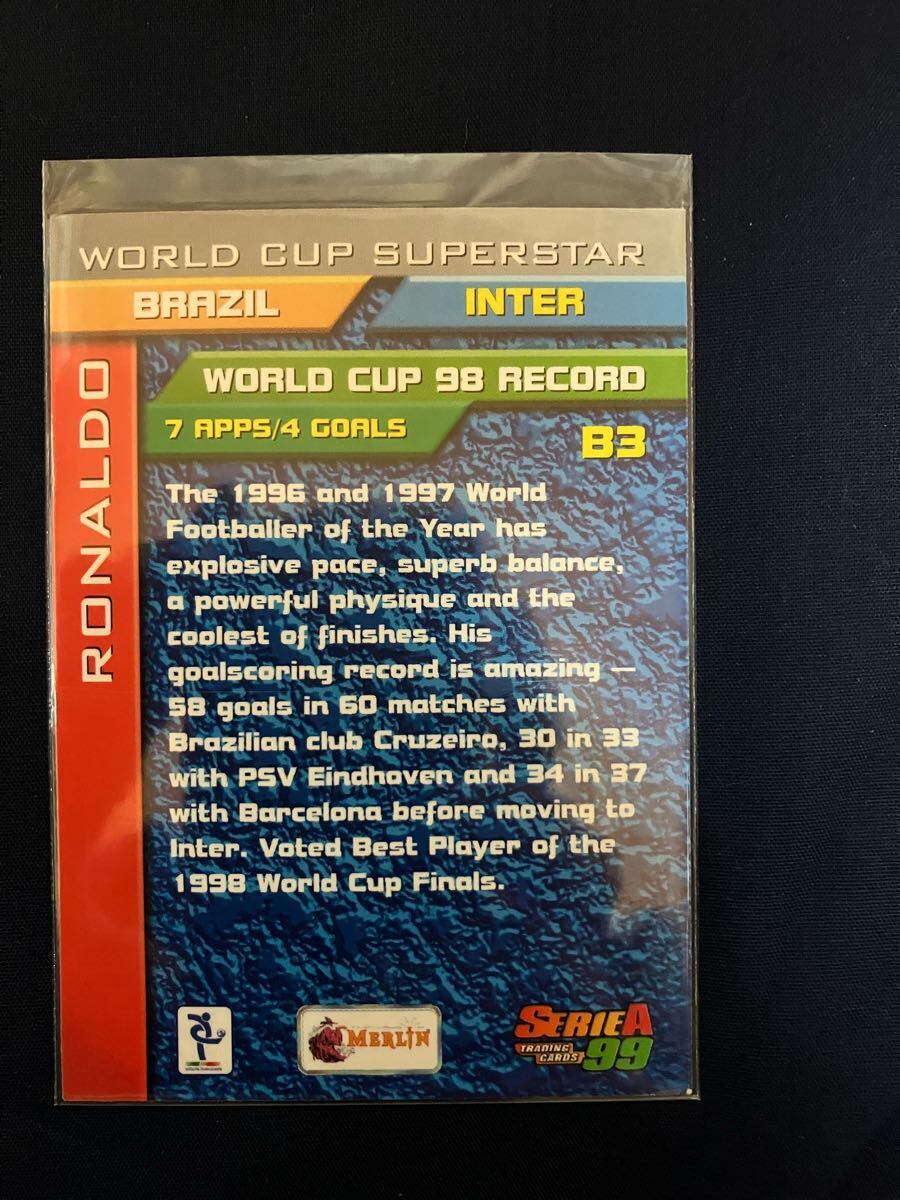 WORLD CUP SUPERSTAR
BRAZIL
INTER
RONALDO
WORLD CUP 98 RECORD
7 APPS/4 GOALS
B3
The 1996 and 1997 World
Footballer of the Year has
explosive pace, superb balance,
a powerful physique and the
coolest of finishes. His
goalscoring record is amazing —
58 goals in 60 matches with
Brazilian club Cruzeiro, 30 in 33
with PSV Eindhoven and 34 in 37
with Barcelona before moving to
Inter. Voted Best Player of the
1998 World Cup Finals.
MERLIN
SERIE A
TRADING
CARDS
99